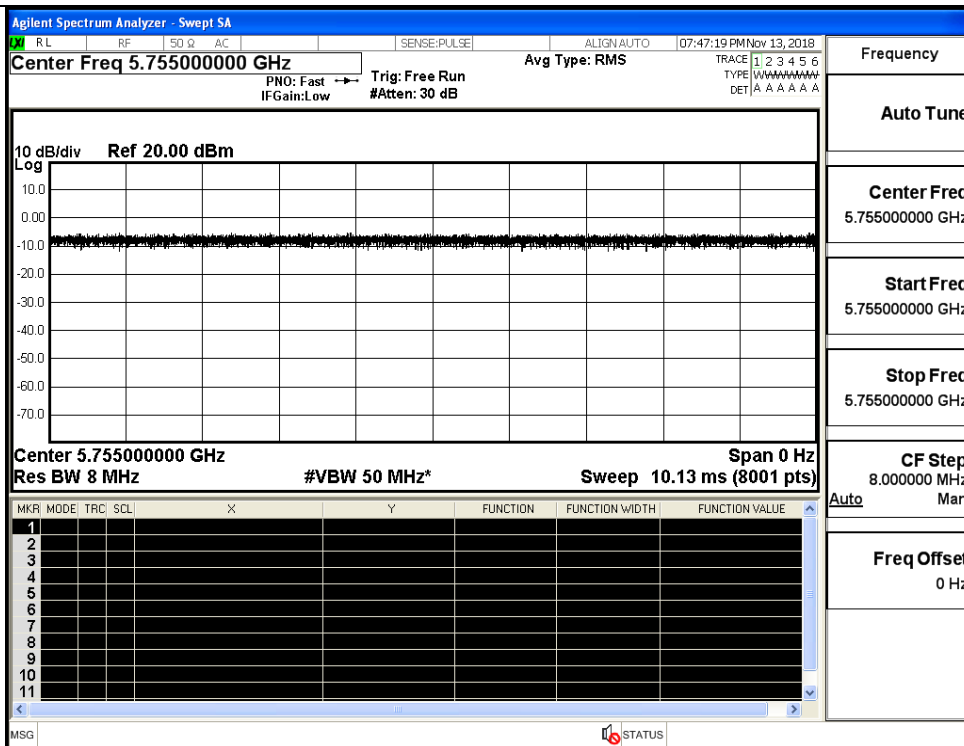 Agilent Spectrum Analyzer - Swept SA
LXI RL RF 50 Ω AC SENSE:PULSE ALIGN AUTO 07:47:19 PM Nov 13, 2018
Center Freq 5.755000000 GHz Avg Type: RMS TRACE 1 2 3 4 5 6
PNO: Fast Trig: Free Run TYPE WWWWWW
IFGain:Low #Atten: 30 dB DET A A A A A A
10 dB/div Ref 20.00 dBm
Log
10.0
0.00
-10.0
-20.0
-30.0
-40.0
-50.0
-60.0
-70.0
Center 5.755000000 GHz Span 0 Hz
Res BW 8 MHz #VBW 50 MHz* Sweep 10.13 ms (8001 pts)
MKR MODE TRC SCL X Y FUNCTION FUNCTION WIDTH FUNCTION VALUE
1
2
3
4
5
6
7
8
9
10
11
MSG STATUS
Frequency
Auto Tune
Center Freq
5.755000000 GHz
Start Freq
5.755000000 GHz
Stop Freq
5.755000000 GHz
CF Step
8.000000 MHz
Auto Man
Freq Offset
0 Hz